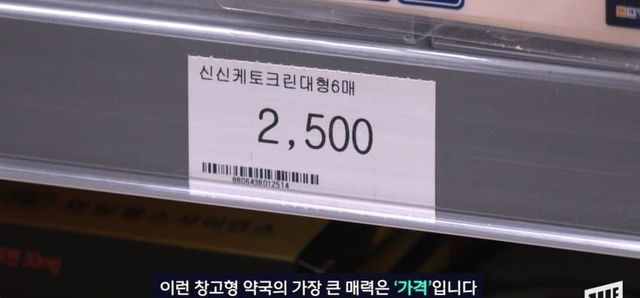 신신케토크린대형6매
2,500
8806438012514
이런 창고형 약국의 가장 큰 매력은 '가격'입니다